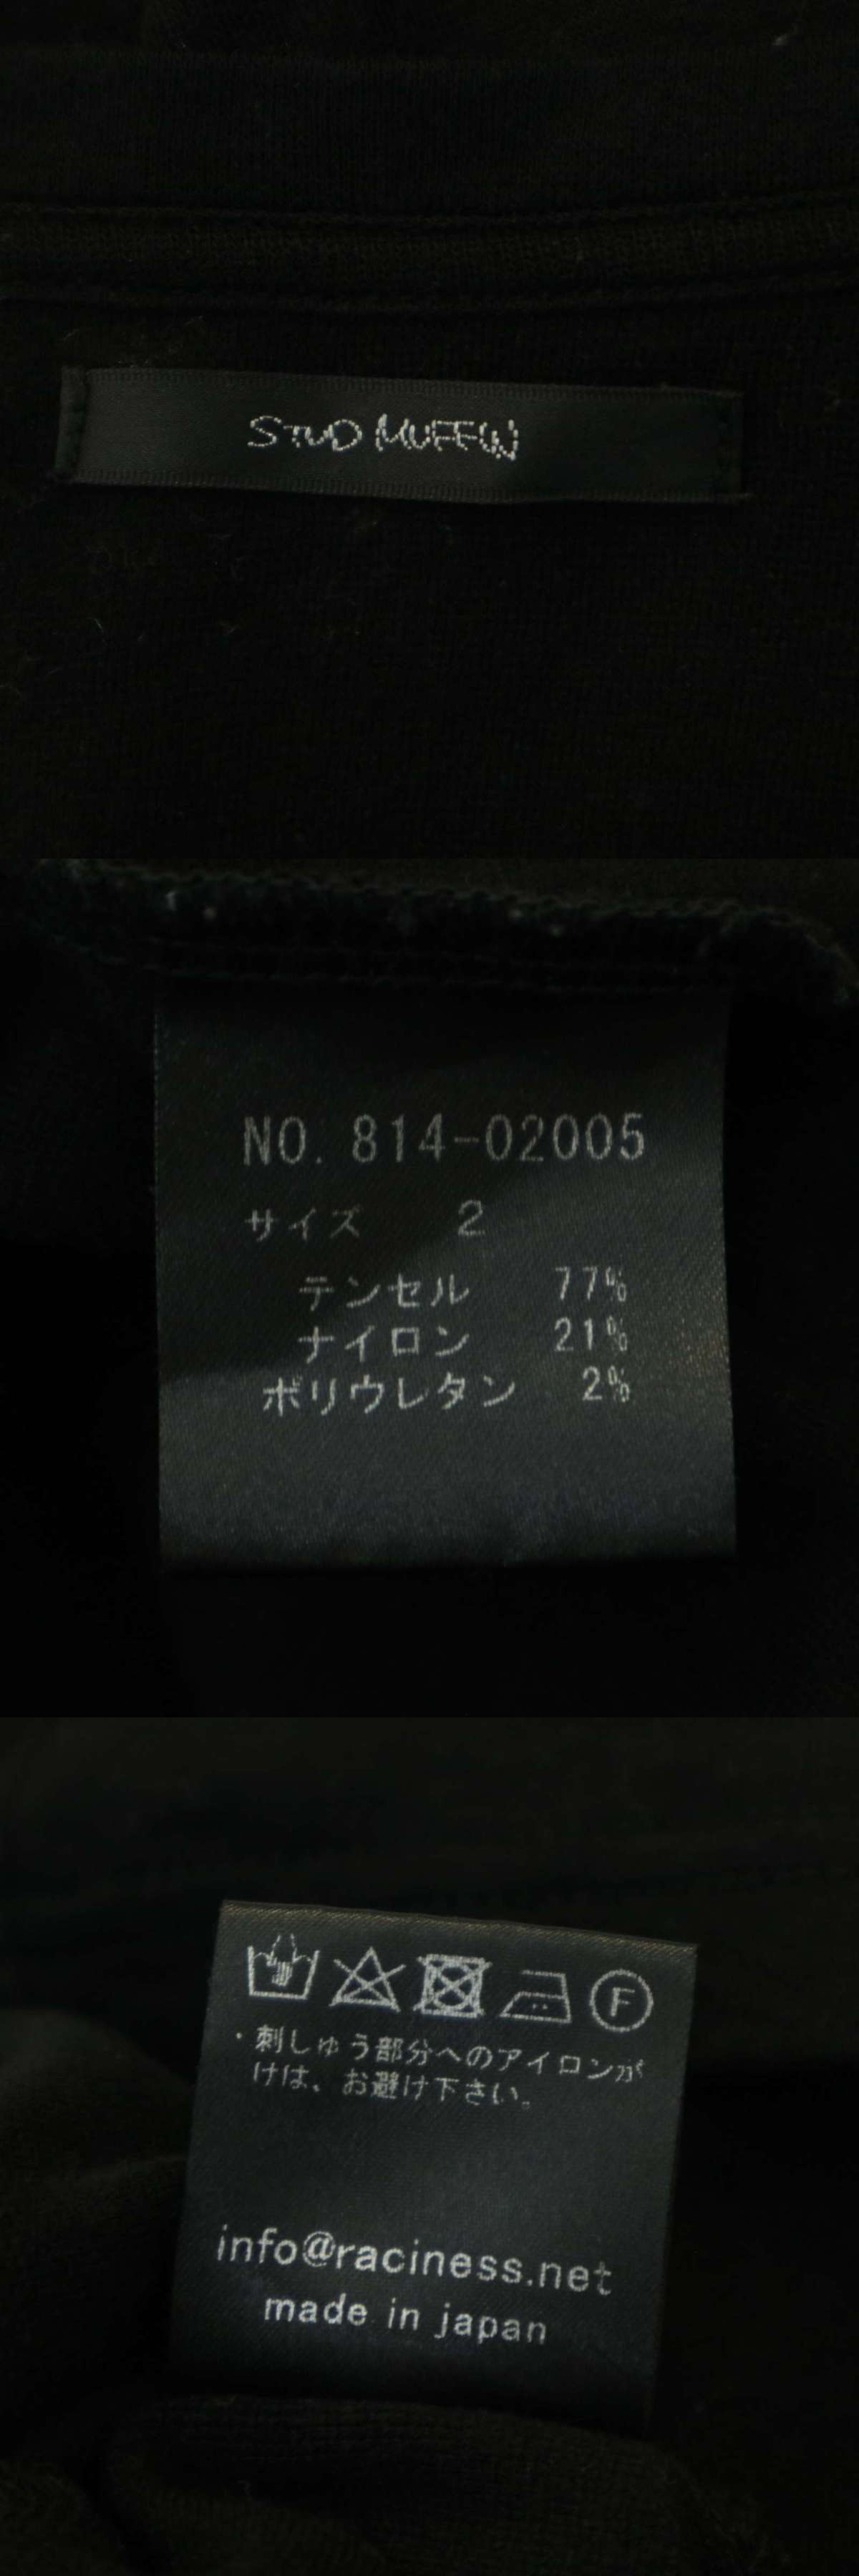 STUD MUFFIN
NO. 814-02005
サイズ 2
テンセル 77%
ナイロン 21%
ポリウレタン 2%
F
・刺しゅう部分へのアイロンが
けは、お避け下さい。
info@raciness.net
made in japan